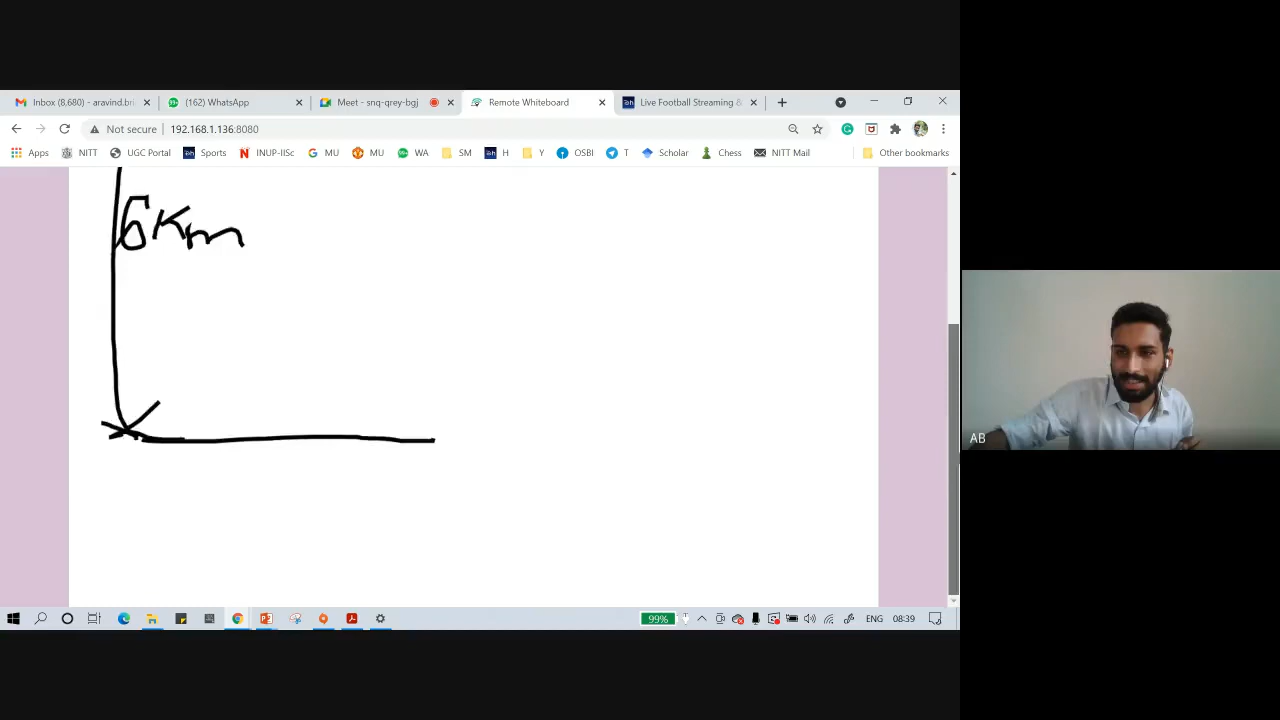 Inbox (8,680) - aravind.bri
(162) WhatsApp
Meet - snq-qrey-bgj
Remote Whiteboard
Live Football Streaming &
Not secure
192.168.1.136:8080
Apps
NITT
UGC Portal
Sports
INUP-IISc
MU
MU
WA
SM
H
Y
OSBI
T
Scholar
Chess
NITT Mail
Other bookmarks
6Km
AB
99%
ENG
08:39